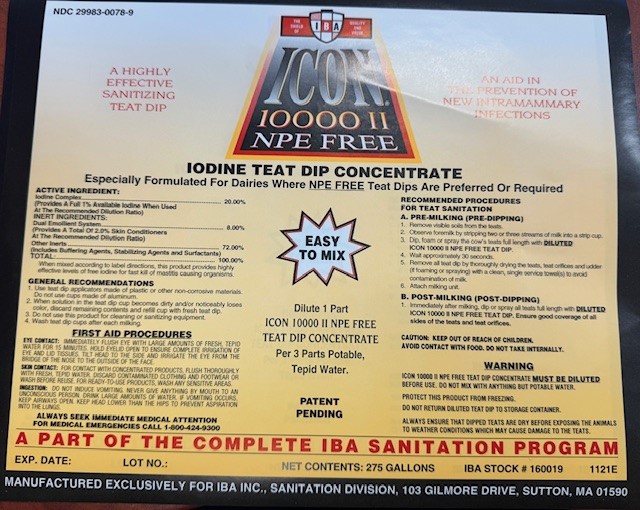 NDC 29983-0078-9
THE SHIELD OF
IBA
QUALITY AND VALUE
ICON
10000 II
NPE FREE
A HIGHLY
EFFECTIVE
SANITIZING
TEAT DIP
AN AID IN
THE PREVENTION OF
NEW INTRAMAMMARY
INFECTIONS
IODINE TEAT DIP CONCENTRATE
Especially Formulated For Dairies Where NPE FREE Teat Dips Are Preferred Or Required
ACTIVE INGREDIENT:
Iodine Complex 20.00%
(Provides A Full 1% Available Iodine When Used
At The Recommended Dilution Ratio)
INERT INGREDIENTS:
Dual Emollient System 8.00%
(Provides A Total Of 2.0% Skin Conditioners
At The Recommended Dilution Ratio)
Other Inerts 72.00%
(Includes Buffering Agents, Stabilizing Agents and Surfactants)
TOTAL: 100.00%
When mixed according to label directions, this product provides highly
effective levels of free iodine for fast kill of mastitis causing organisms.
GENERAL RECOMMENDATIONS
1. Use teat dip applicators made of plastic or other non-corrosive materials.
Do not use cups made of aluminum.
2. When solution in the teat dip cup becomes dirty and/or noticeably loses
color, discard remaining contents and refill cup with fresh teat dip.
3. Do not use this product for cleaning or sanitizing equipment.
4. Wash teat dip cups after each milking.
FIRST AID PROCEDURES
EYE CONTACT: IMMEDIATELY FLUSH EYE WITH LARGE AMOUNTS OF FRESH, TEPID
WATER FOR 15 MINUTES. HOLD EYELID OPEN TO ENSURE COMPLETE IRRIGATION OF
EYE AND LID TISSUES. TILT HEAD TO THE SIDE AND IRRIGATE THE EYE FROM THE
BRIDGE OF THE NOSE TO THE OUTSIDE OF THE FACE.
SKIN CONTACT: FOR CONTACT WITH CONCENTRATED PRODUCTS, FLUSH THOROUGHLY
WITH FRESH, TEPID WATER. DISCARD CONTAMINATED CLOTHING AND FOOTWEAR OR
WASH BEFORE REUSE. FOR READY-TO-USE PRODUCTS, WASH ANY SENSITIVE AREAS.
INGESTION: DO NOT INDUCE VOMITING. NEVER GIVE ANYTHING BY MOUTH TO AN
UNCONSCIOUS PERSON. DRINK LARGE AMOUNTS OF WATER. IF VOMITING OCCURS,
KEEP AIRWAYS OPEN. KEEP HEAD LOWER THAN THE HIPS TO PREVENT ASPIRATION
INTO THE LUNGS.
ALWAYS SEEK IMMEDIATE MEDICAL ATTENTION
FOR MEDICAL EMERGENCIES CALL 1-800-424-9300
EASY
TO MIX
Dilute 1 Part
ICON 10000 II NPE FREE
TEAT DIP CONCENTRATE
Per 3 Parts Potable,
Tepid Water.
PATENT
PENDING
RECOMMENDED PROCEDURES
FOR TEAT SANITATION
A. PRE-MILKING (PRE-DIPPING)
1. Remove visible soils from the teats.
2. Observe foremilk by stripping two or three streams of milk into a strip cup.
3. Dip, foam or spray the cow's teats full length with DILUTED
ICON 10000 II NPE FREE TEAT DIP.
4. Wait approximately 30 seconds.
5. Remove all teat dip by thoroughly drying the teats, teat orifices and udder
(if foaming or spraying) with a clean, single service towel(s) to avoid
contamination of milk.
6. Attach milking unit.
B. POST-MILKING (POST-DIPPING)
1. Immediately after milking, dip or spray all teats full length with DILUTED
ICON 10000 II NPE FREE TEAT DIP. Ensure good coverage of all
sides of the teats and teat orifices.
CAUTION: KEEP OUT OF REACH OF CHILDREN.
AVOID CONTACT WITH FOOD. DO NOT TAKE INTERNALLY.
WARNING
ICON 10000 II NPE FREE TEAT DIP CONCENTRATE MUST BE DILUTED
BEFORE USE. DO NOT MIX WITH ANYTHING BUT POTABLE WATER.
PROTECT THIS PRODUCT FROM FREEZING.
DO NOT RETURN DILUTED TEAT DIP TO STORAGE CONTAINER.
ALWAYS ENSURE THAT DIPPED TEATS ARE DRY BEFORE EXPOSING THE ANIMALS
TO WEATHER CONDITIONS WHICH MAY CAUSE DAMAGE TO THE TEATS.
A PART OF THE COMPLETE IBA SANITATION PROGRAM
EXP. DATE: LOT NO.: NET CONTENTS: 275 GALLONS IBA STOCK # 160019 1121E
MANUFACTURED EXCLUSIVELY FOR IBA INC., SANITATION DIVISION, 103 GILMORE DRIVE, SUTTON, MA 01590